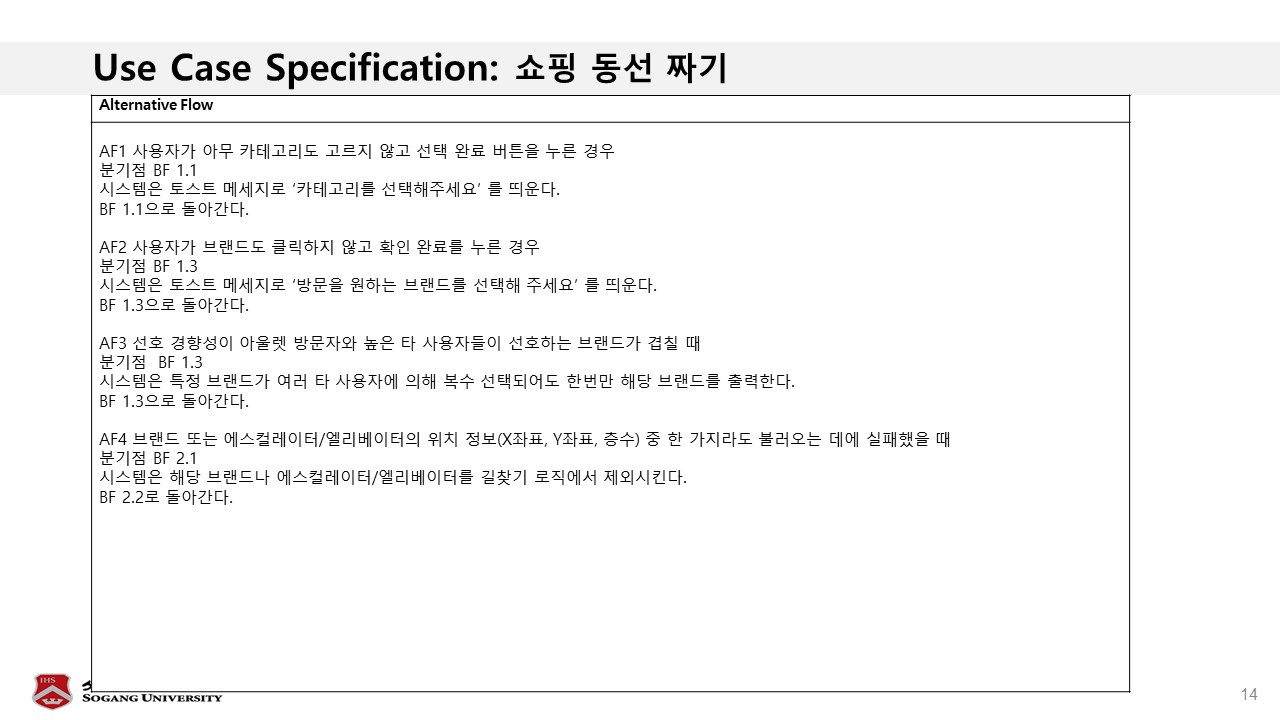 Use Case Specification: 쇼핑 동선 짜기
Alternative Flow
AF1 사용자가 아무 카테고리도 고르지 않고 선택 완료 버튼을 누른 경우
분기점 BF 1.1
시스템은 토스트 메세지로 ‘카테고리를 선택해주세요’ 를 띄운다.
BF 1.1으로 돌아간다.
AF2 사용자가 브랜드도 클릭하지 않고 확인 완료를 누른 경우
분기점 BF 1.3
시스템은 토스트 메세지로 ‘방문을 원하는 브랜드를 선택해 주세요’ 를 띄운다.
BF 1.3으로 돌아간다.
AF3 선호 경향성이 아울렛 방문자와 높은 타 사용자들이 선호하는 브랜드가 겹칠 때
분기점  BF 1.3
시스템은 특정 브랜드가 여러 타 사용자에 의해 복수 선택되어도 한번만 해당 브랜드를 출력한다.
BF 1.3으로 돌아간다.
AF4 브랜드 또는 에스컬레이터/엘리베이터의 위치 정보(X좌표, Y좌표, 층수) 중 한 가지라도 불러오는 데에 실패했을 때
분기점 BF 2.1
시스템은 해당 브랜드나 에스컬레이터/엘리베이터를 길찾기 로직에서 제외시킨다.
BF 2.2로 돌아간다.
IHS
SOGANG UNIVERSITY
14